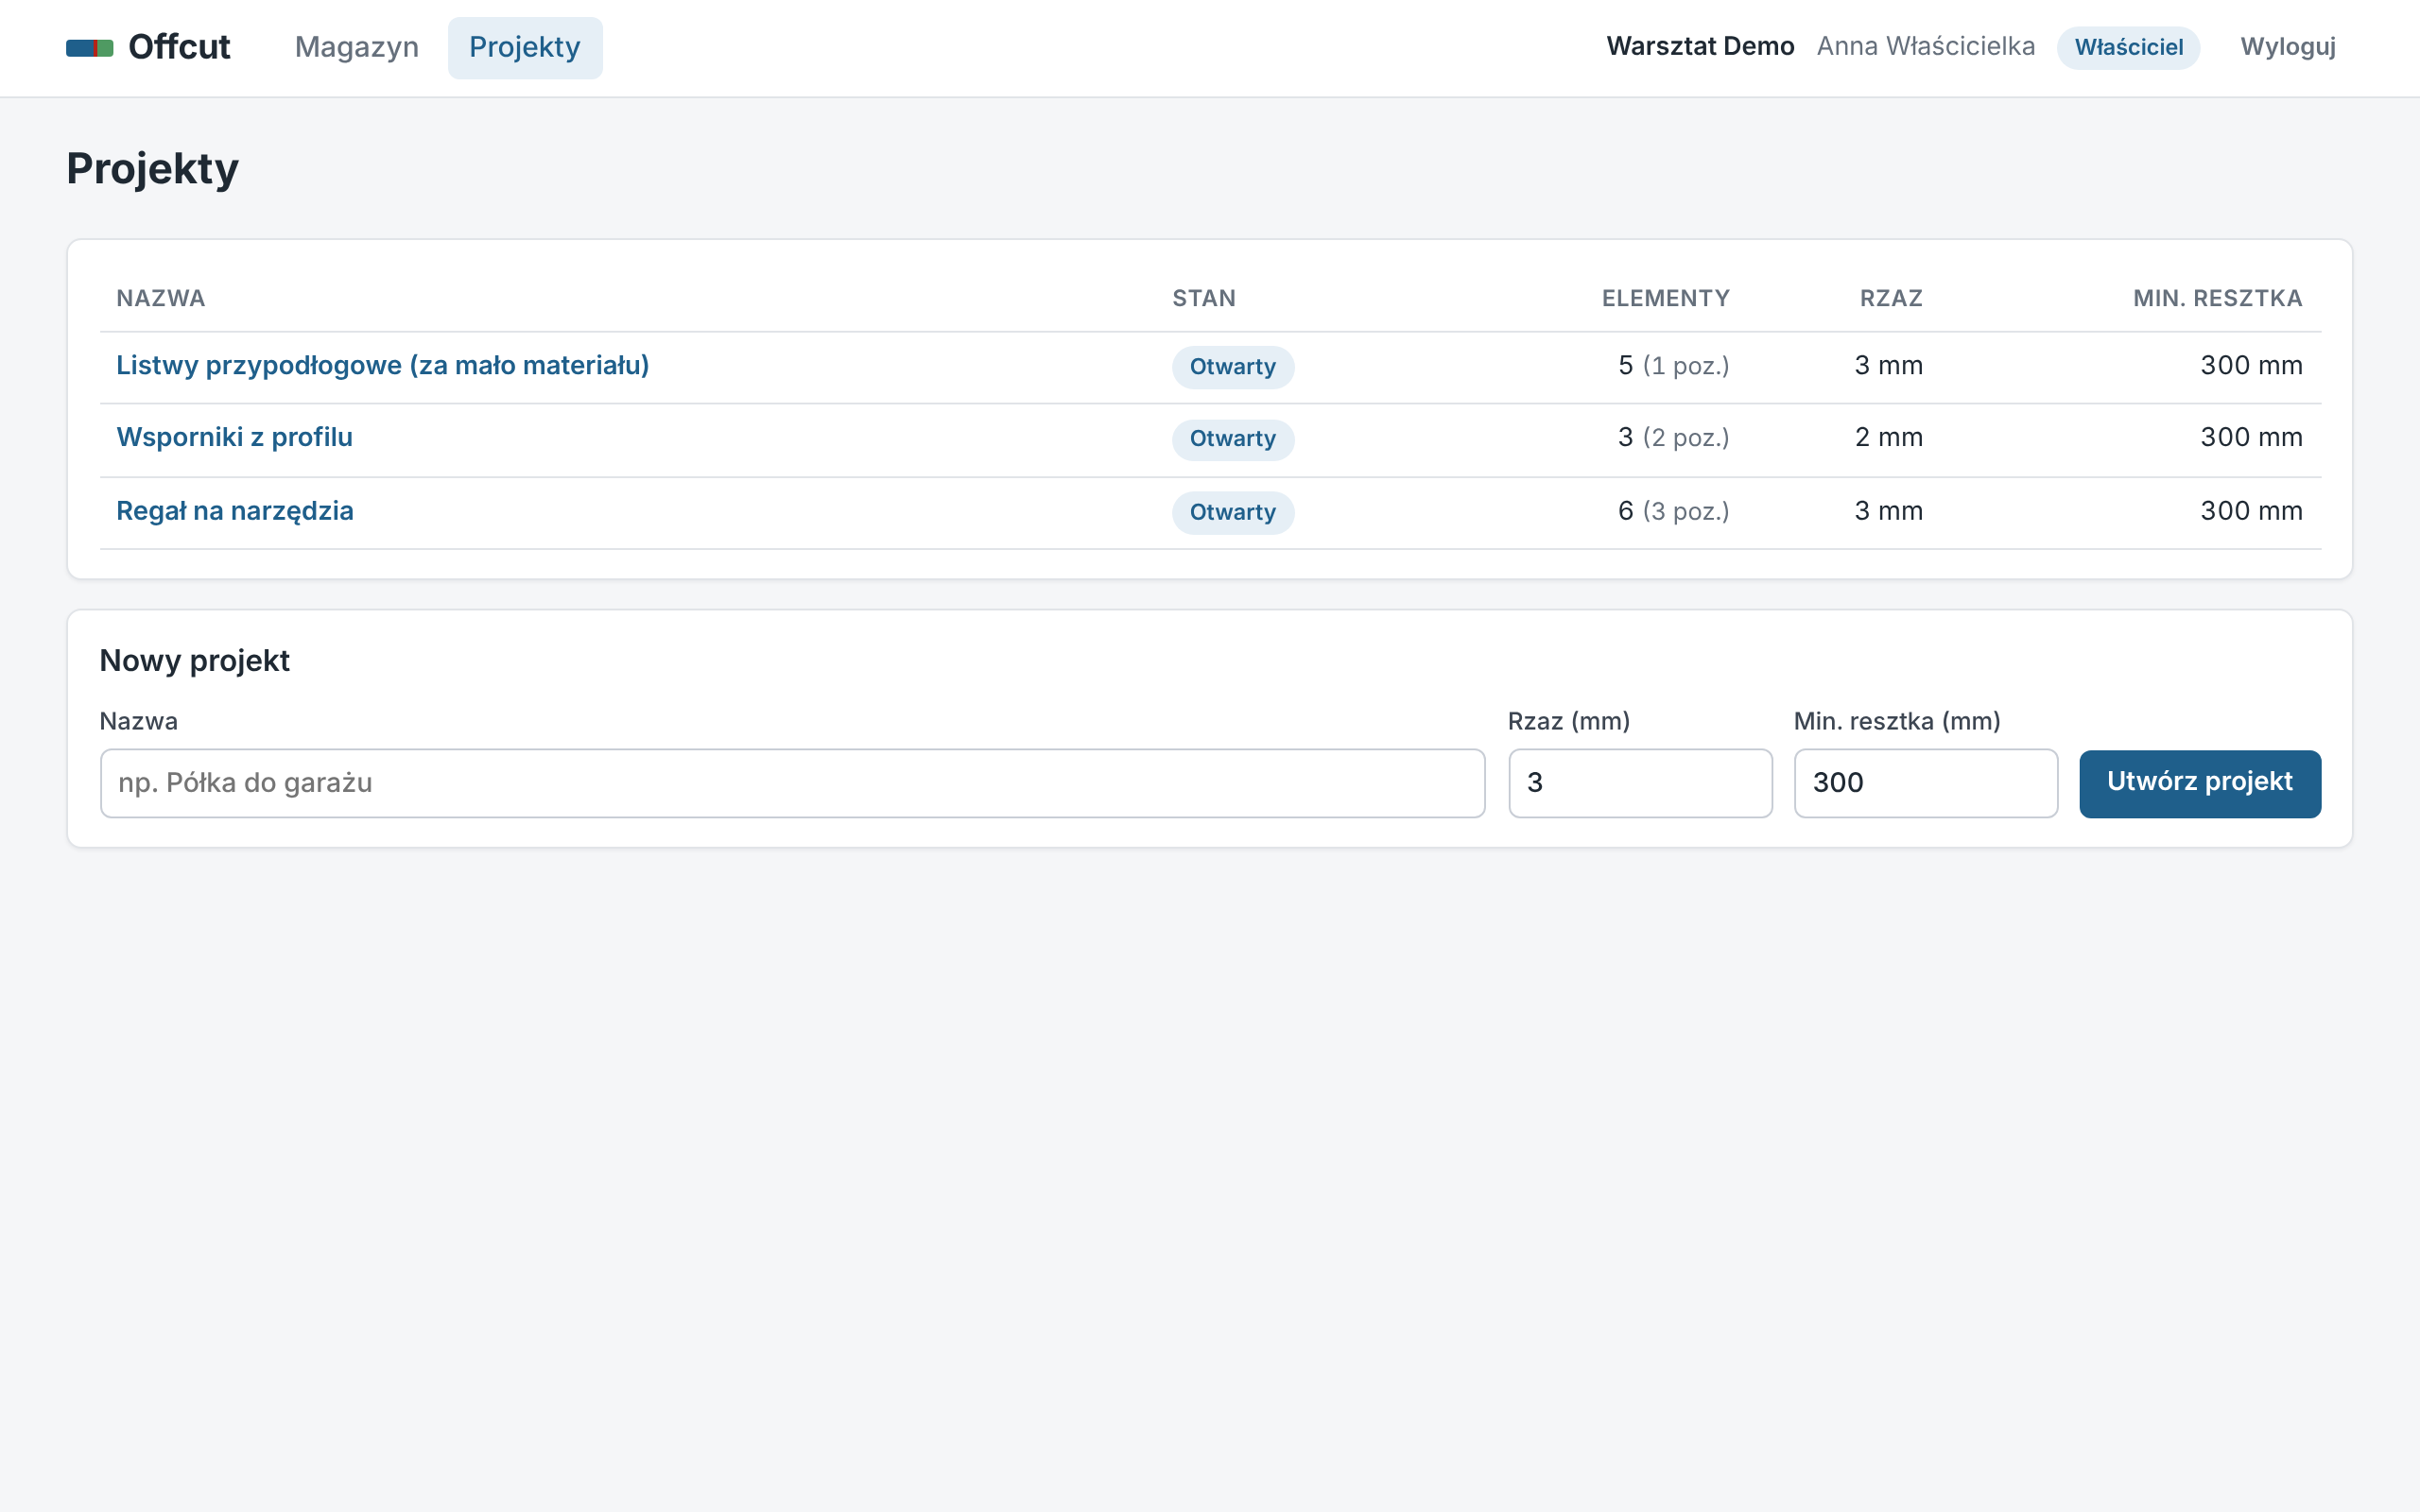 Offcut Magazyn Projekty Warsztat Demo Anna Właścicielka Właściciel Wyloguj
Projekty
NAZWA STAN ELEMENTY RZAZ MIN. RESZTKA
Listwy przypodłogowe (za mało materiału) Otwarty 5 (1 poz.) 3 mm 300 mm
Wsporniki z profilu Otwarty 3 (2 poz.) 2 mm 300 mm
Regał na narzędzia Otwarty 6 (3 poz.) 3 mm 300 mm
Nowy projekt
Nazwa Rzaz (mm) Min. resztka (mm)
np. Półka do garażu 3 300 Utwórz projekt